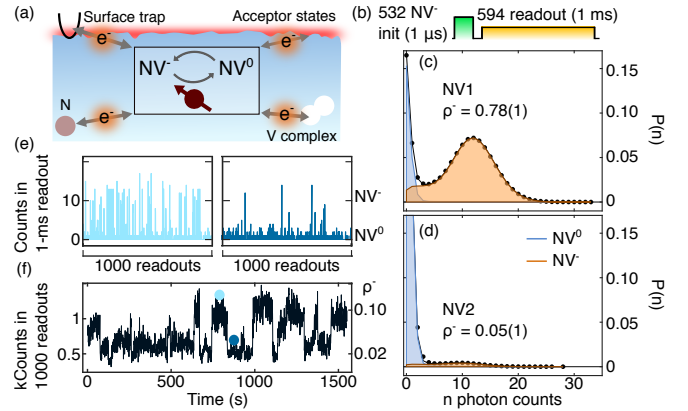 (a)
Surface trap
Acceptor states
e⁻
e⁻
NV⁻
NV⁰
N
e⁻
e⁻
V complex
(b)
532 NV⁻
init (1 µs)
594 readout (1 ms)
(c)
NV1
ρ⁻ = 0.78(1)
0.15
0.10
0.05
0
P(n)
(d)
NV⁰
NV⁻
NV2
ρ⁻ = 0.05(1)
0.15
0.10
0.05
0
P(n)
0
10
20
30
n photon counts
(e)
Counts in
1-ms readout
10
0
NV⁻
NV⁰
1000 readouts
1000 readouts
(f)
kCounts in
1000 readouts
1
0.5
ρ⁻
0.10
0.02
0
500
1000
1500
Time (s)